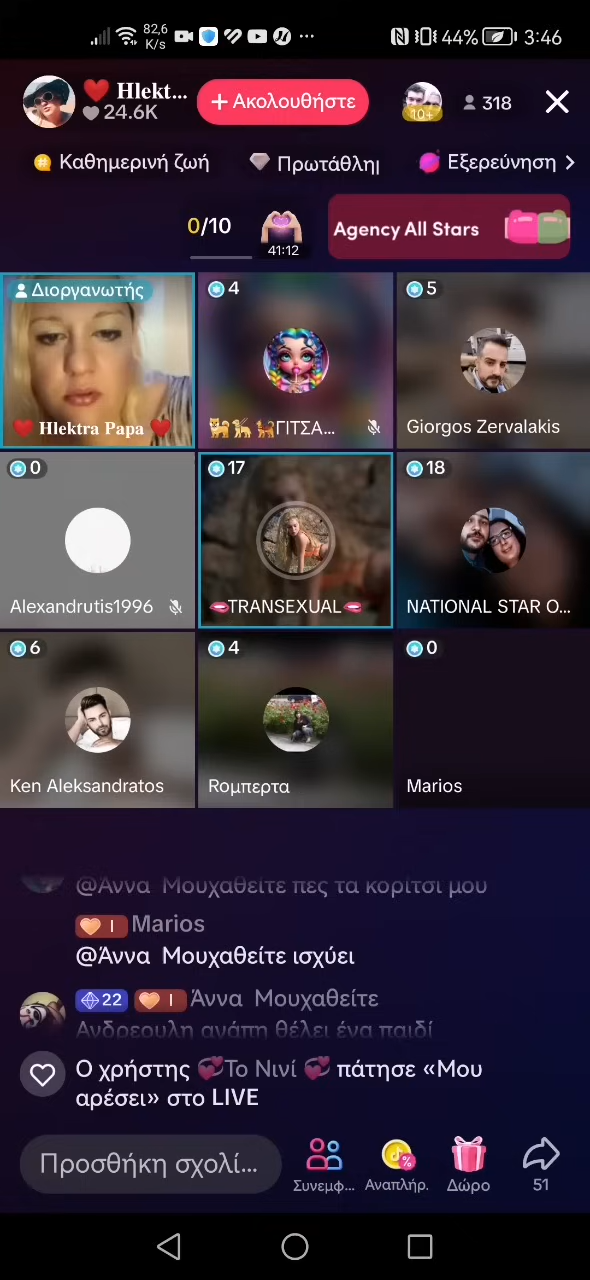 82,6 K/s 44% 3:46
❤️ Hlekt... 24.6K + Ακολουθήστε 10+ 318
Καθημερινή ζωή Πρωτάθλη Εξερεύνηση
0/10 41:12 Agency All Stars
Διοργανωτής 4 5
❤️ Hlektra Papa ❤️ ΓΙΤΣΑ... Giorgos Zervalakis
0 17 18
Alexandrutis1996 TRANSEXUAL NATIONAL STAR O...
6 4 0
Ken Aleksandratos Ρομπερτα Marios
@Άννα Μουχαθείτε πες τα κορίτσι μου
I Marios
@Άννα Μουχαθείτε ισχύει
22 I Άννα Μουχαθείτε
Ανδρεουλη αγάπη θέλει ένα παιδί
Ο χρήστης 💞Το Νινί 💞 πάτησε «Μου
αρέσει» στο LIVE
Προσθήκη σχολί... Συνεμφ... Αναπλήρ. Δώρο 51